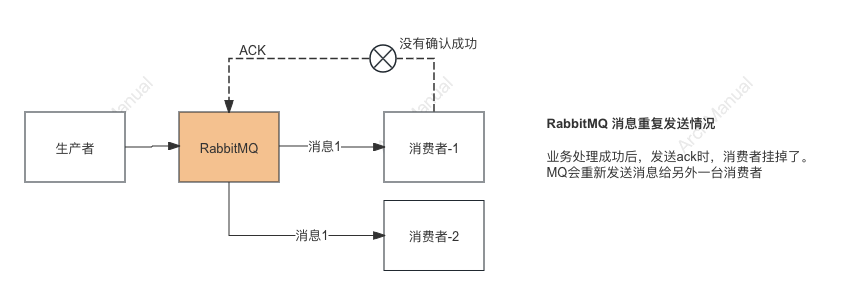 ACK
没有确认成功
生产者
RabbitMQ
消息1
消费者-1
消息1
消费者-2
RabbitMQ 消息重复发送情况
业务处理成功后，发送ack时，消费者挂掉了。
MQ会重新发送消息给另外一台消费者